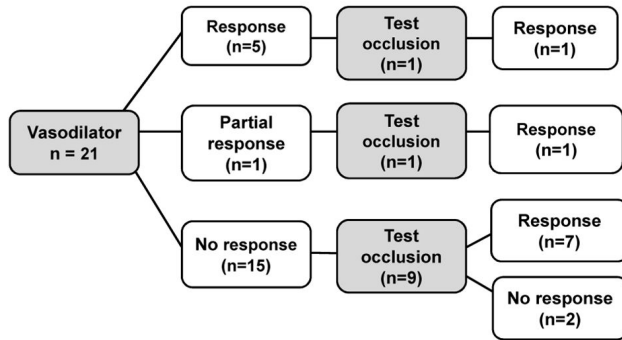 Vasodilator
n = 21
Response
(n=5)
Test
occlusion
(n=1)
Response
(n=1)
Partial
response
(n=1)
Test
occlusion
(n=1)
Response
(n=1)
No response
(n=15)
Test
occlusion
(n=9)
Response
(n=7)
No response
(n=2)